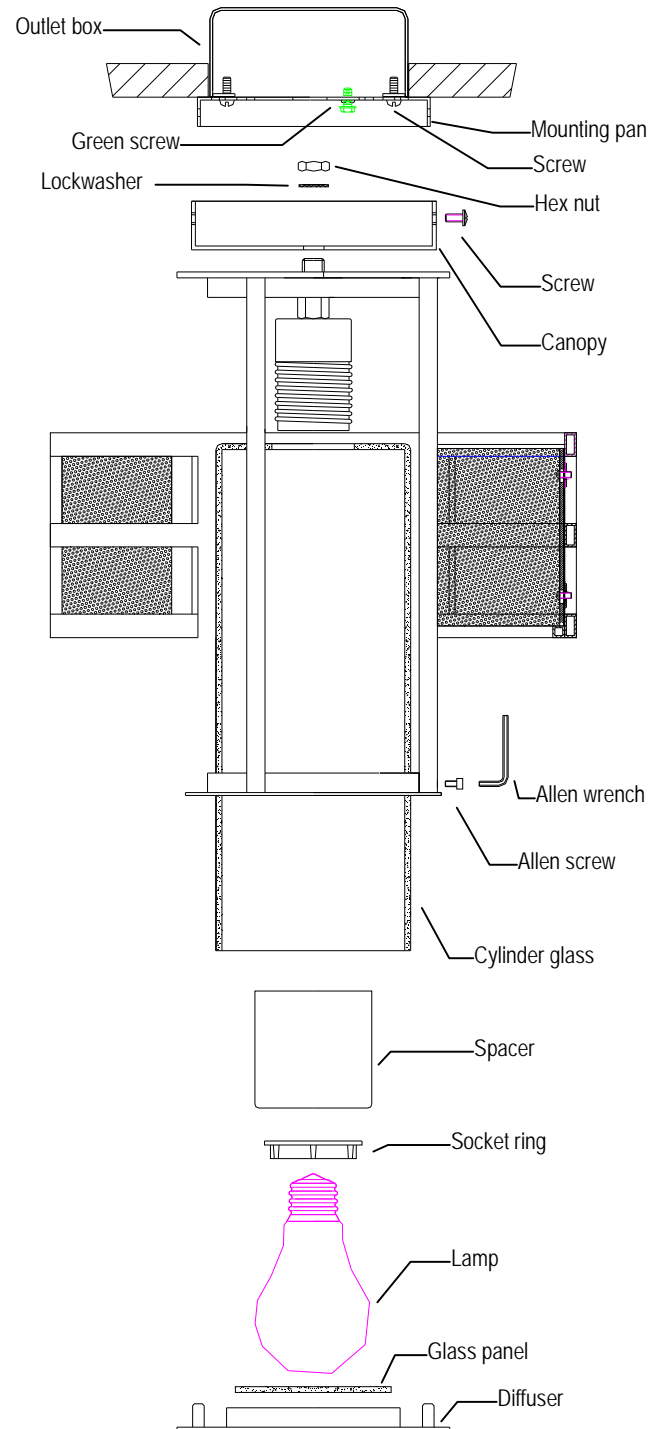 Outlet box
Mounting pan
Green screw
Screw
Lockwasher
Hex nut
Screw
Canopy
Allen wrench
Allen screw
Cylinder glass
Spacer
Socket ring
Lamp
Glass panel
Diffuser